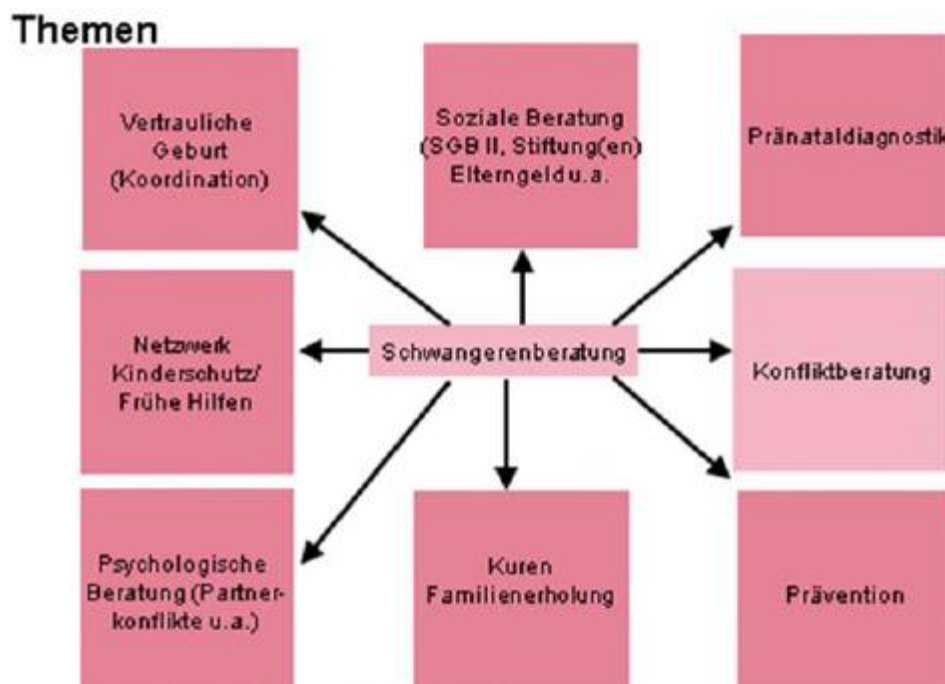 Themen
Vertrauliche
Geburt
(Koordination)
Soziale Beratung
(SGB II, Stiftung(en)
Elterngeld u.a.
Pränataldiagnostik
Netzwerk
Kinderschutz/
Frühe Hilfen
Schwangerenberatung
Konfliktberatung
Psychologische
Beratung (Partner-
konflikte u.a.)
Kuren
Familienerholung
Prävention